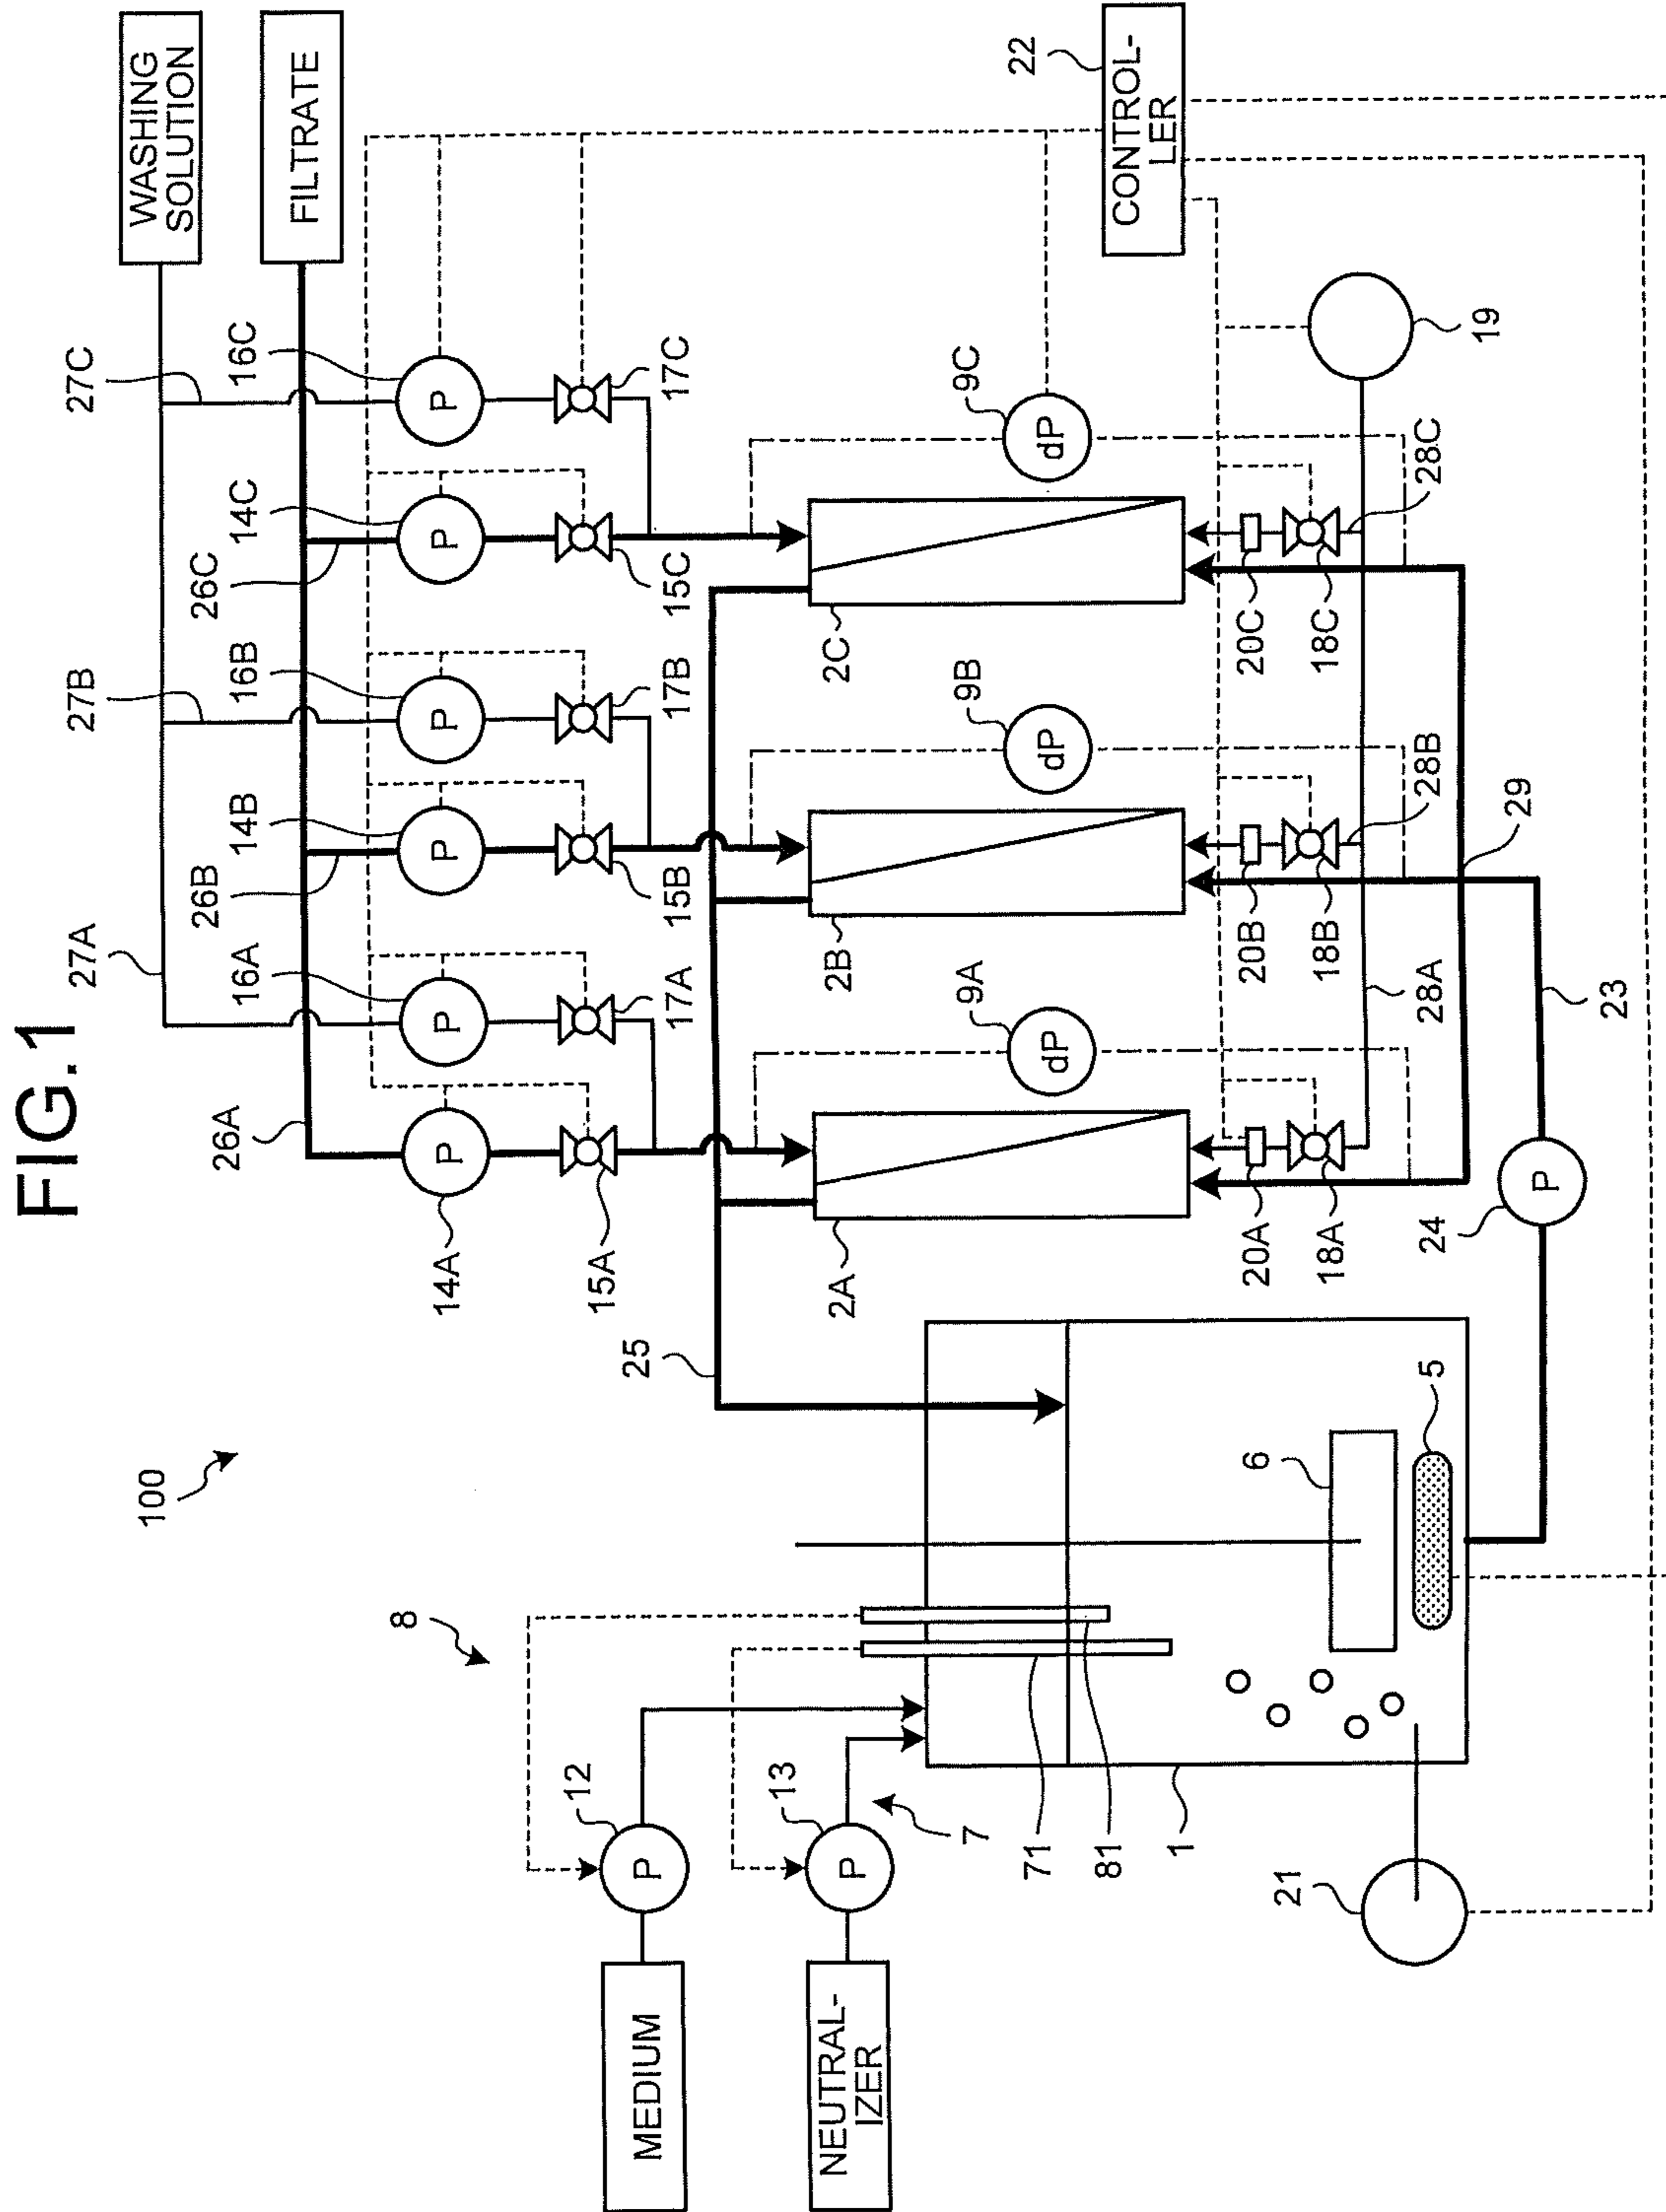 FIG.1
100
WASHING
SOLUTION
FILTRATE
27A
27B
27C
26A
16A
26B
14B
16B
26C
14C
16C
P
P
P
P
P
P
14A
15A
17A
15B
17B
15C
17C
25
22
CONTROL-
LER
2A
9A
dP
2B
9B
dP
2C
9C
dP
20A
18A
28A
20B
18B
28B
20C
18C
28C
19
29
23
24
P
8
12
P
MEDIUM
13
P
NEUTRAL-
IZER
7
71
81
1
21
6
5